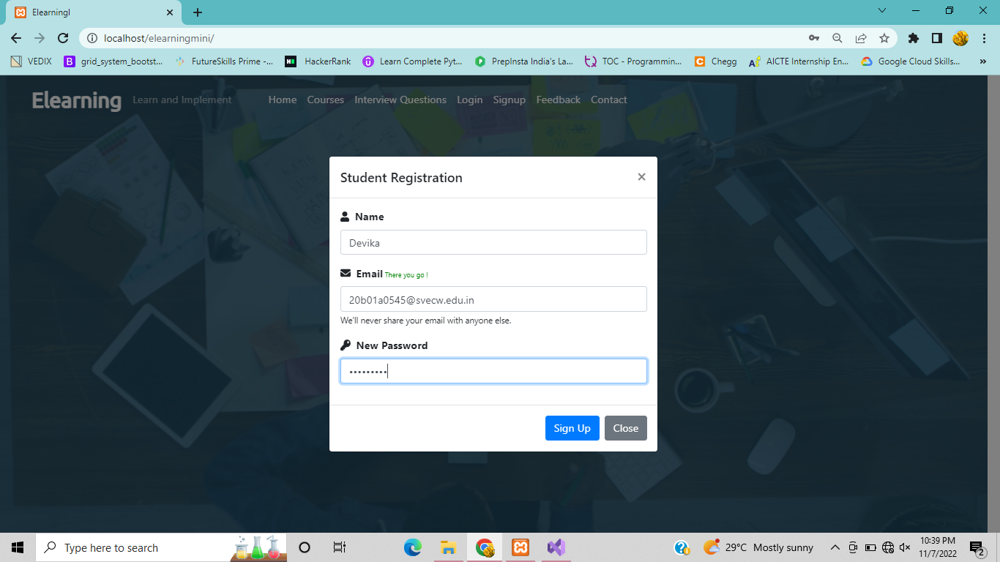 Elearningl
localhost/elearningmini/
VEDIX
grid_system_bootst...
FutureSkills Prime -...
HackerRank
Learn Complete Pyt...
PrepInsta India's La...
TOC - Programmin...
Chegg
AICTE Internship En...
Google Cloud Skills...
»
Elearning Learn and Implement Home Courses Interview Questions Login Signup Feedback Contact
Student Registration ×
Name
Devika
Email There you go !
20b01a0545@svecw.edu.in
We'll never share your email with anyone else.
New Password
•••••••••
Sign Up Close
Type here to search
29°C Mostly sunny
10:39 PM
11/7/2022
2